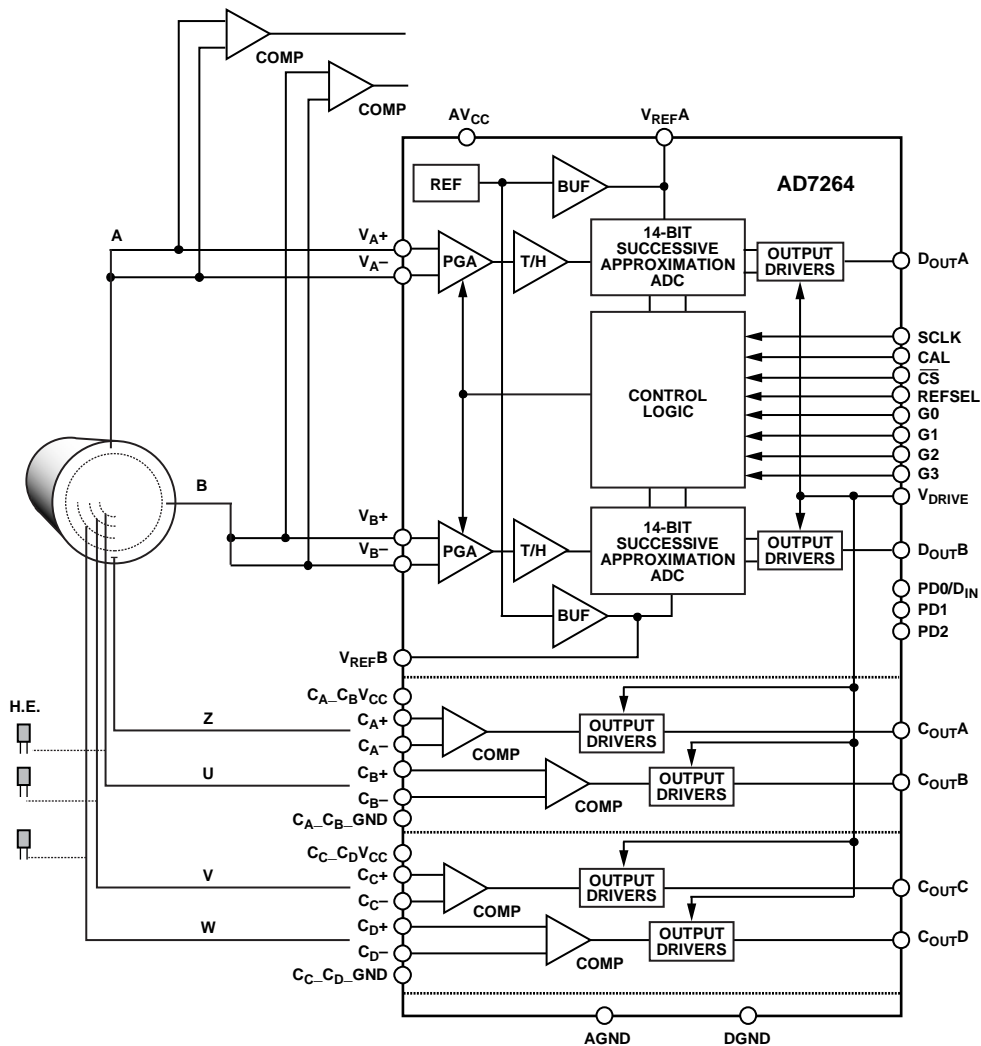 COMP
COMP
AVCC
VREFA
AD7264
REF
BUF
A
VA+
VA–
PGA
T/H
14-BIT
SUCCESSIVE
APPROXIMATION
ADC
OUTPUT
DRIVERS
DOUTA
CONTROL
LOGIC
SCLK
CAL
CS
REFSEL
G0
G1
G2
G3
VDRIVE
B
VB+
VB–
PGA
T/H
14-BIT
SUCCESSIVE
APPROXIMATION
ADC
OUTPUT
DRIVERS
DOUTB
PD0/DIN
PD1
PD2
BUF
VREFB
H.E.
CA_CBVCC
Z
CA+
CA–
COMP
OUTPUT
DRIVERS
COUTA
U
CB+
CB–
COMP
OUTPUT
DRIVERS
COUTB
CA_CB_GND
CC_CDVCC
V
CC+
CC–
COMP
OUTPUT
DRIVERS
COUTC
W
CD+
CD–
COMP
OUTPUT
DRIVERS
COUTD
CC_CD_GND
AGND
DGND